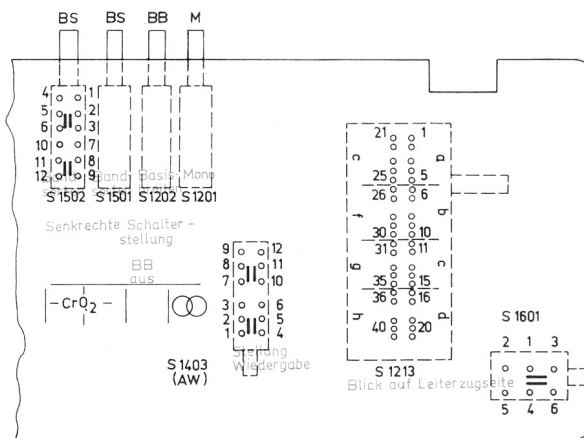 BS BS BB M
4 1
5 2
6 3
10 7
11 8
12 9
Band- Basis- Mono
S1502 S1501 S1202 S1201
Senkrechte Schalter-
stellung
BB
aus
CrO2
9 12
8 11
7 10
3 6
2 5
1 4
S1403
(AW)
Stellung
Wiedergabe
21 1
c a
25 5
26 6
f b
30 10
31 11
g c
35 15
36 16
h d
40 20
S1213
Blick auf Leiterzugseite
S1601
2 1 3
5 4 6